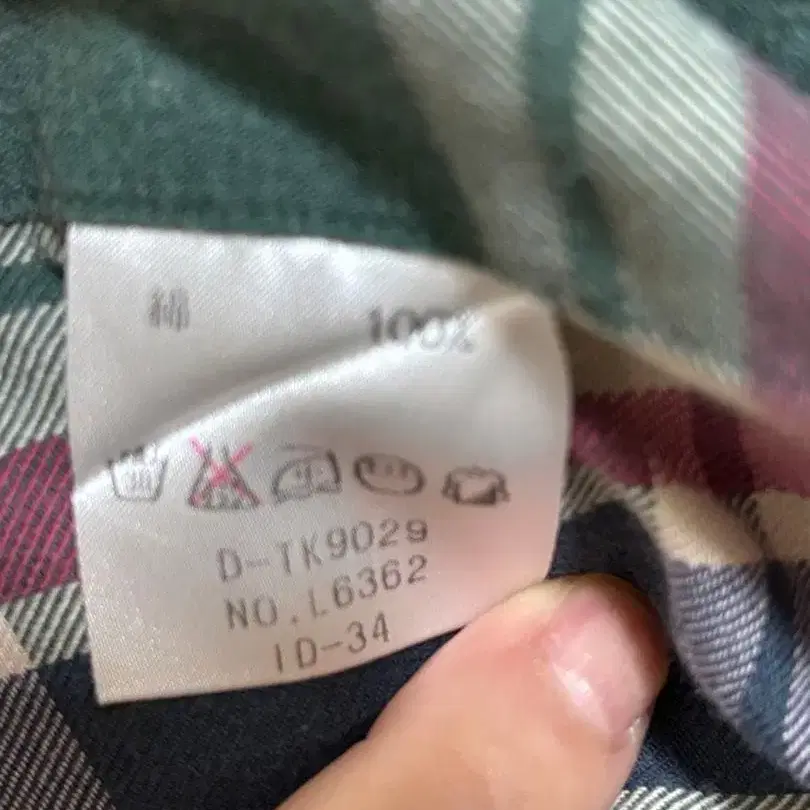 綿 100%
D-TK9029
NO.L6362
ID-34